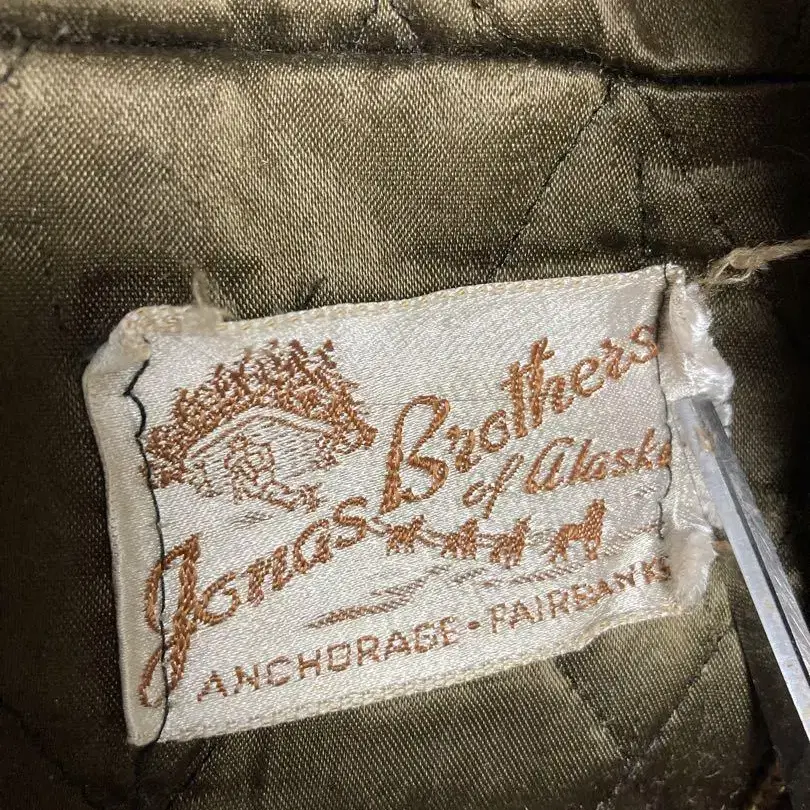 Jonas Brothers
of Alaska
ANCHORAGE • FAIRBANKS